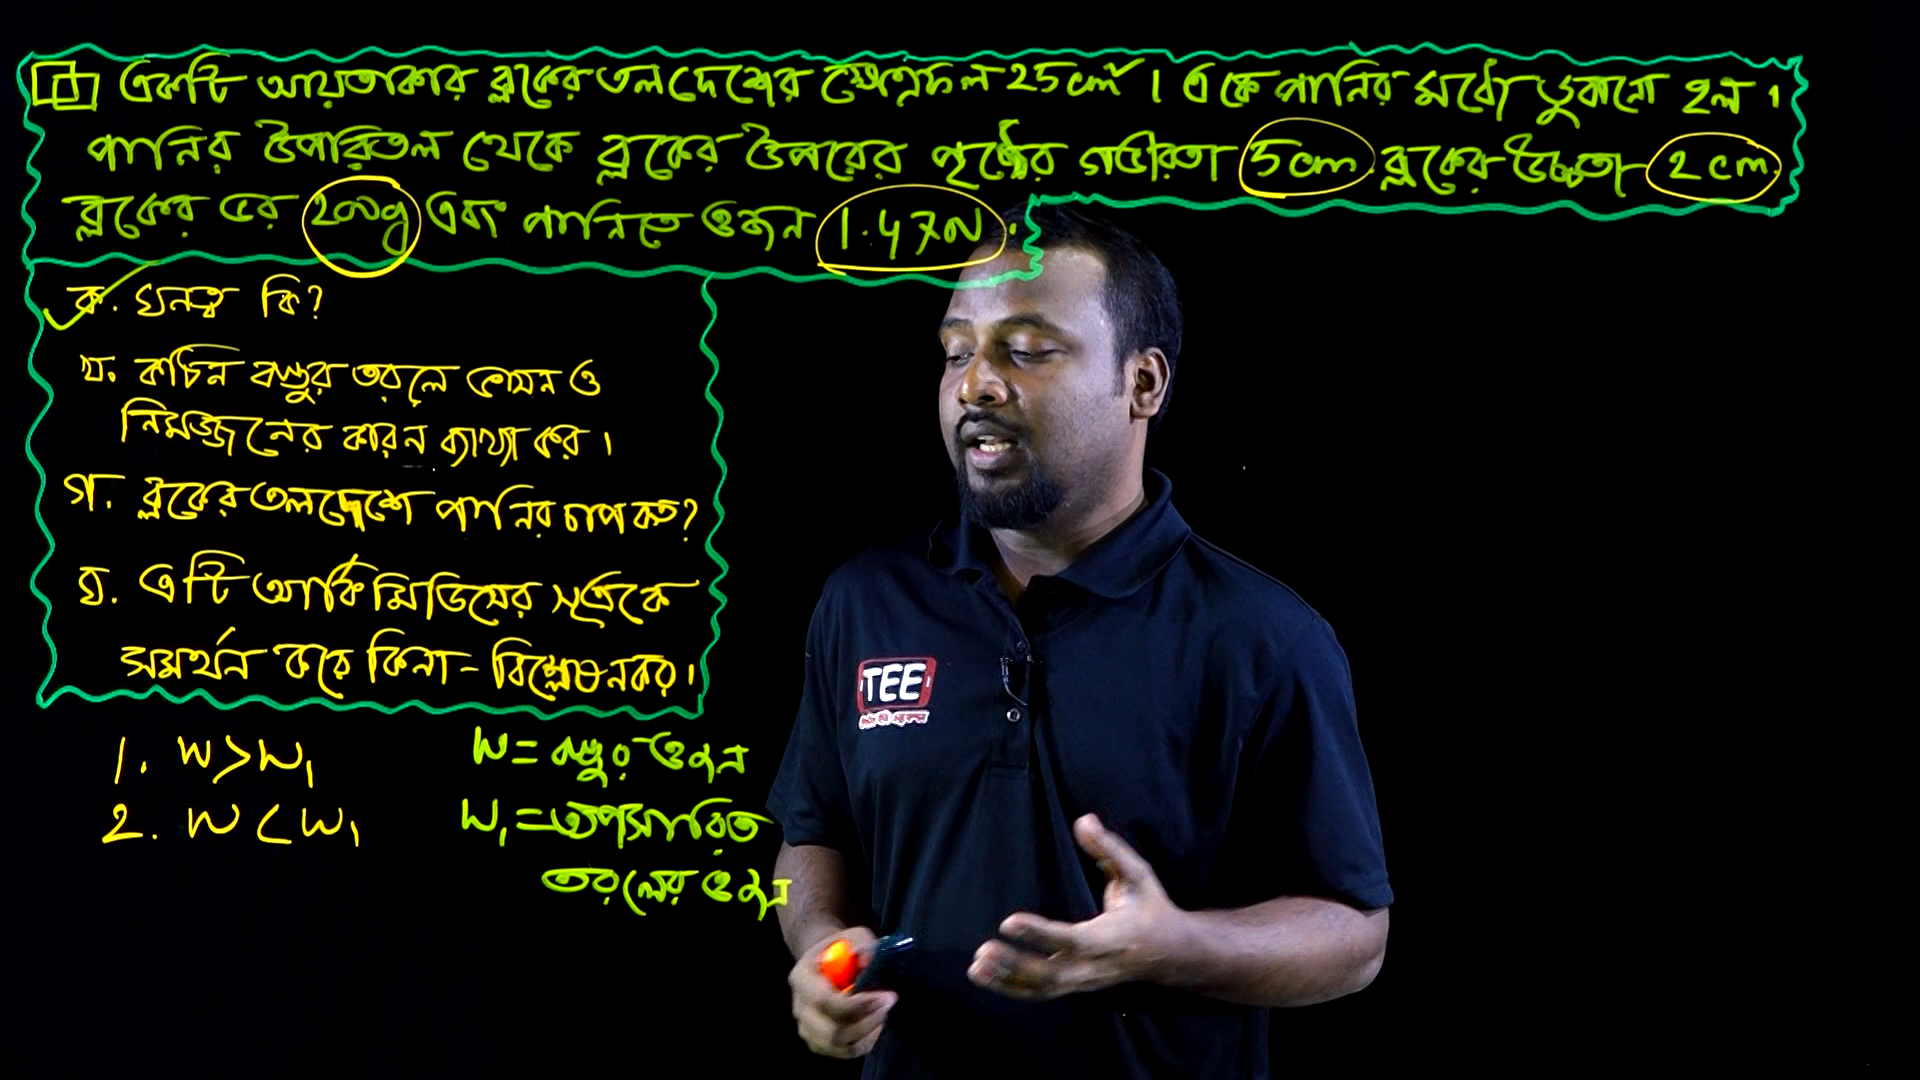 একটি আয়তাকার ব্লকের তলদেশের ক্ষেত্রফল 25cm²। একে পানির মধ্যে ডুবানো হল।
পানির উপরিতল থেকে ব্লকের উপরের পৃষ্ঠের গভীরতা 5cm. ব্লকের উচ্চতা 2cm.
ব্লকের ভর 200g এবং পানিতে ওজন 1.47N.
ক. ঘনত্ব কি?
খ. কঠিন বস্তুর তরলে ভাসন ও
নিমজ্জনের কারন ব্যাখ্যা কর।
গ. ব্লকের তলদেশে পানির চাপ কত?
ঘ. এটি আর্কিমিডিসের সূত্রকে
সমর্থন করে কিনা - বিশ্লেষন কর।
1. W>W₁
2. W<W₁
W = বস্তুর ওজন
W₁ = অপসারিত
তরলের ওজন
TEE